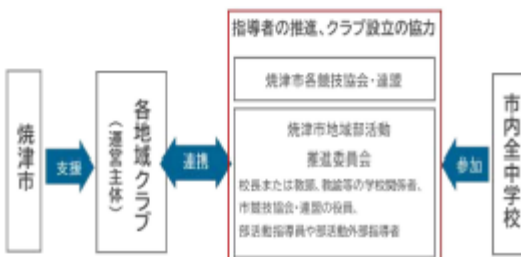 焼津市
支援
各地域クラブ
(運営主体)
連携
指導者の推進、クラブ設立の協力
焼津市各競技協会・連盟
焼津市地域部活動
推進委員会
校長または教頭、教諭等の学校関係者、
市競技協会・連盟の役員、
部活動指導員や部活動外部指導者
参加
市内全中学校